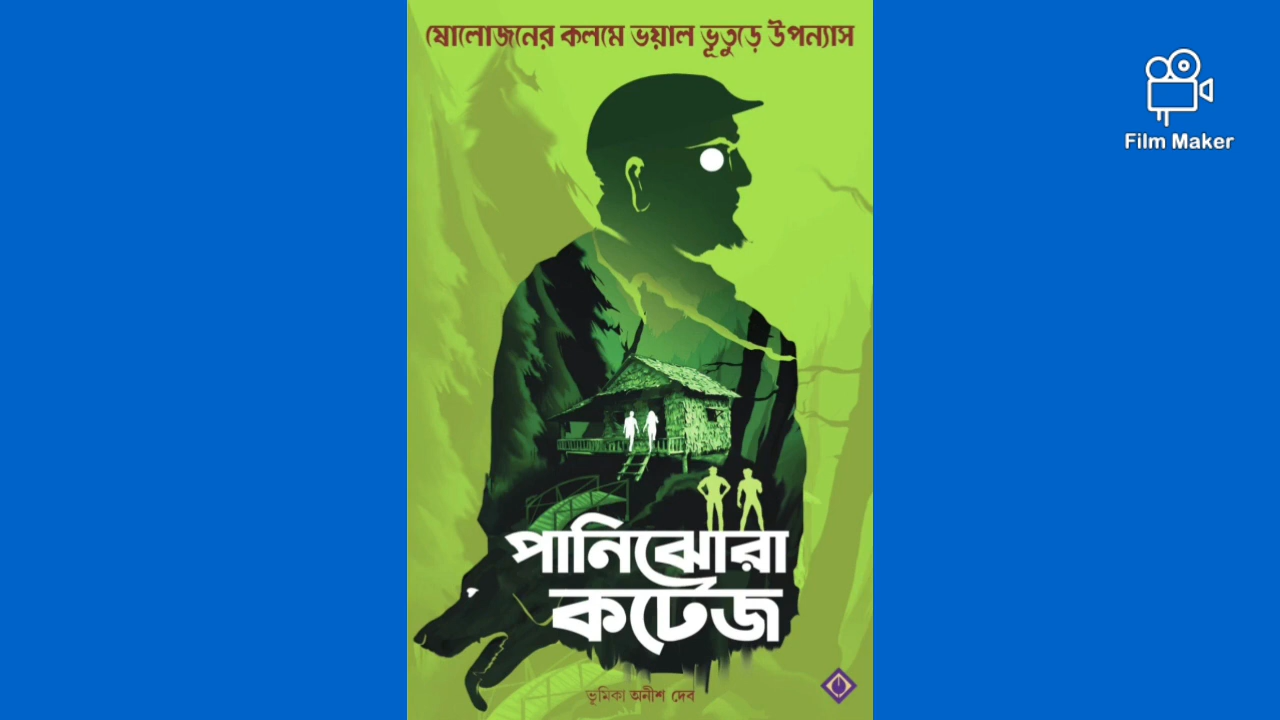 ষোলোজনের কলমে ভয়াল ভূতুড়ে উপন্যাস
Film Maker
পানিঝোরা
কটেজ
ভূমিকা অনীশ দেব